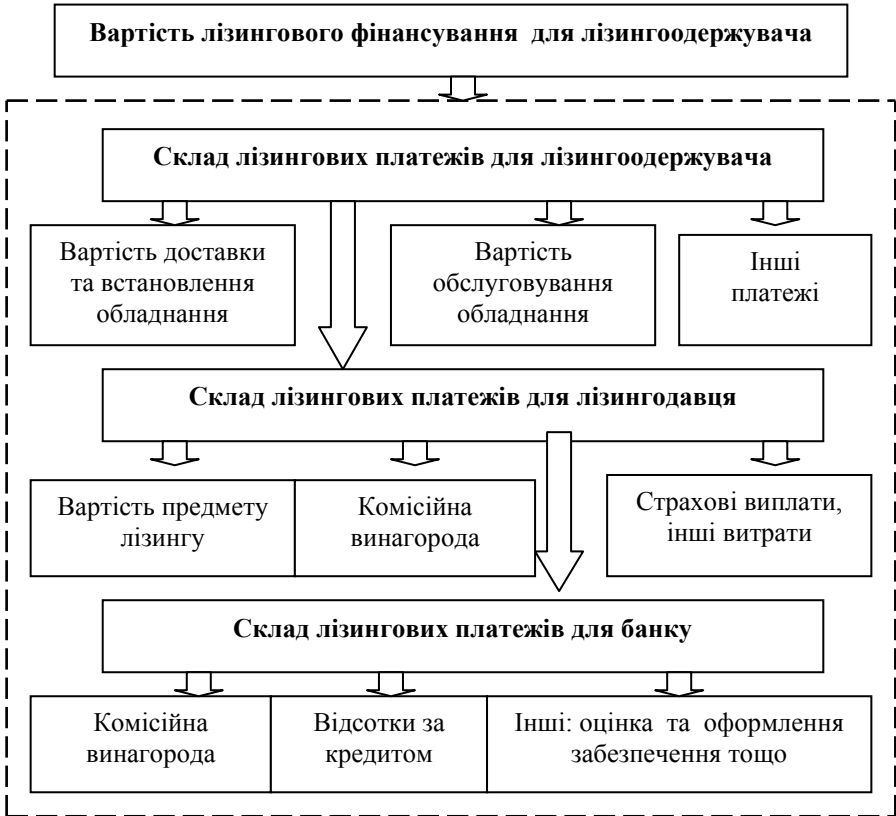 Вартість лізингового фінансування для лізингоодержувача
Склад лізингових платежів для лізингоодержувача
Вартість доставки
та встановлення
обладнання
Вартість
обслуговування
обладнання
Інші
платежі
Склад лізингових платежів для лізингодавця
Вартість предмету
лізингу
Комісійна
винагорода
Страхові виплати,
інші витрати
Склад лізингових платежів для банку
Комісійна
винагорода
Відсотки за
кредитом
Інші: оцінка та оформлення
забезпечення тощо